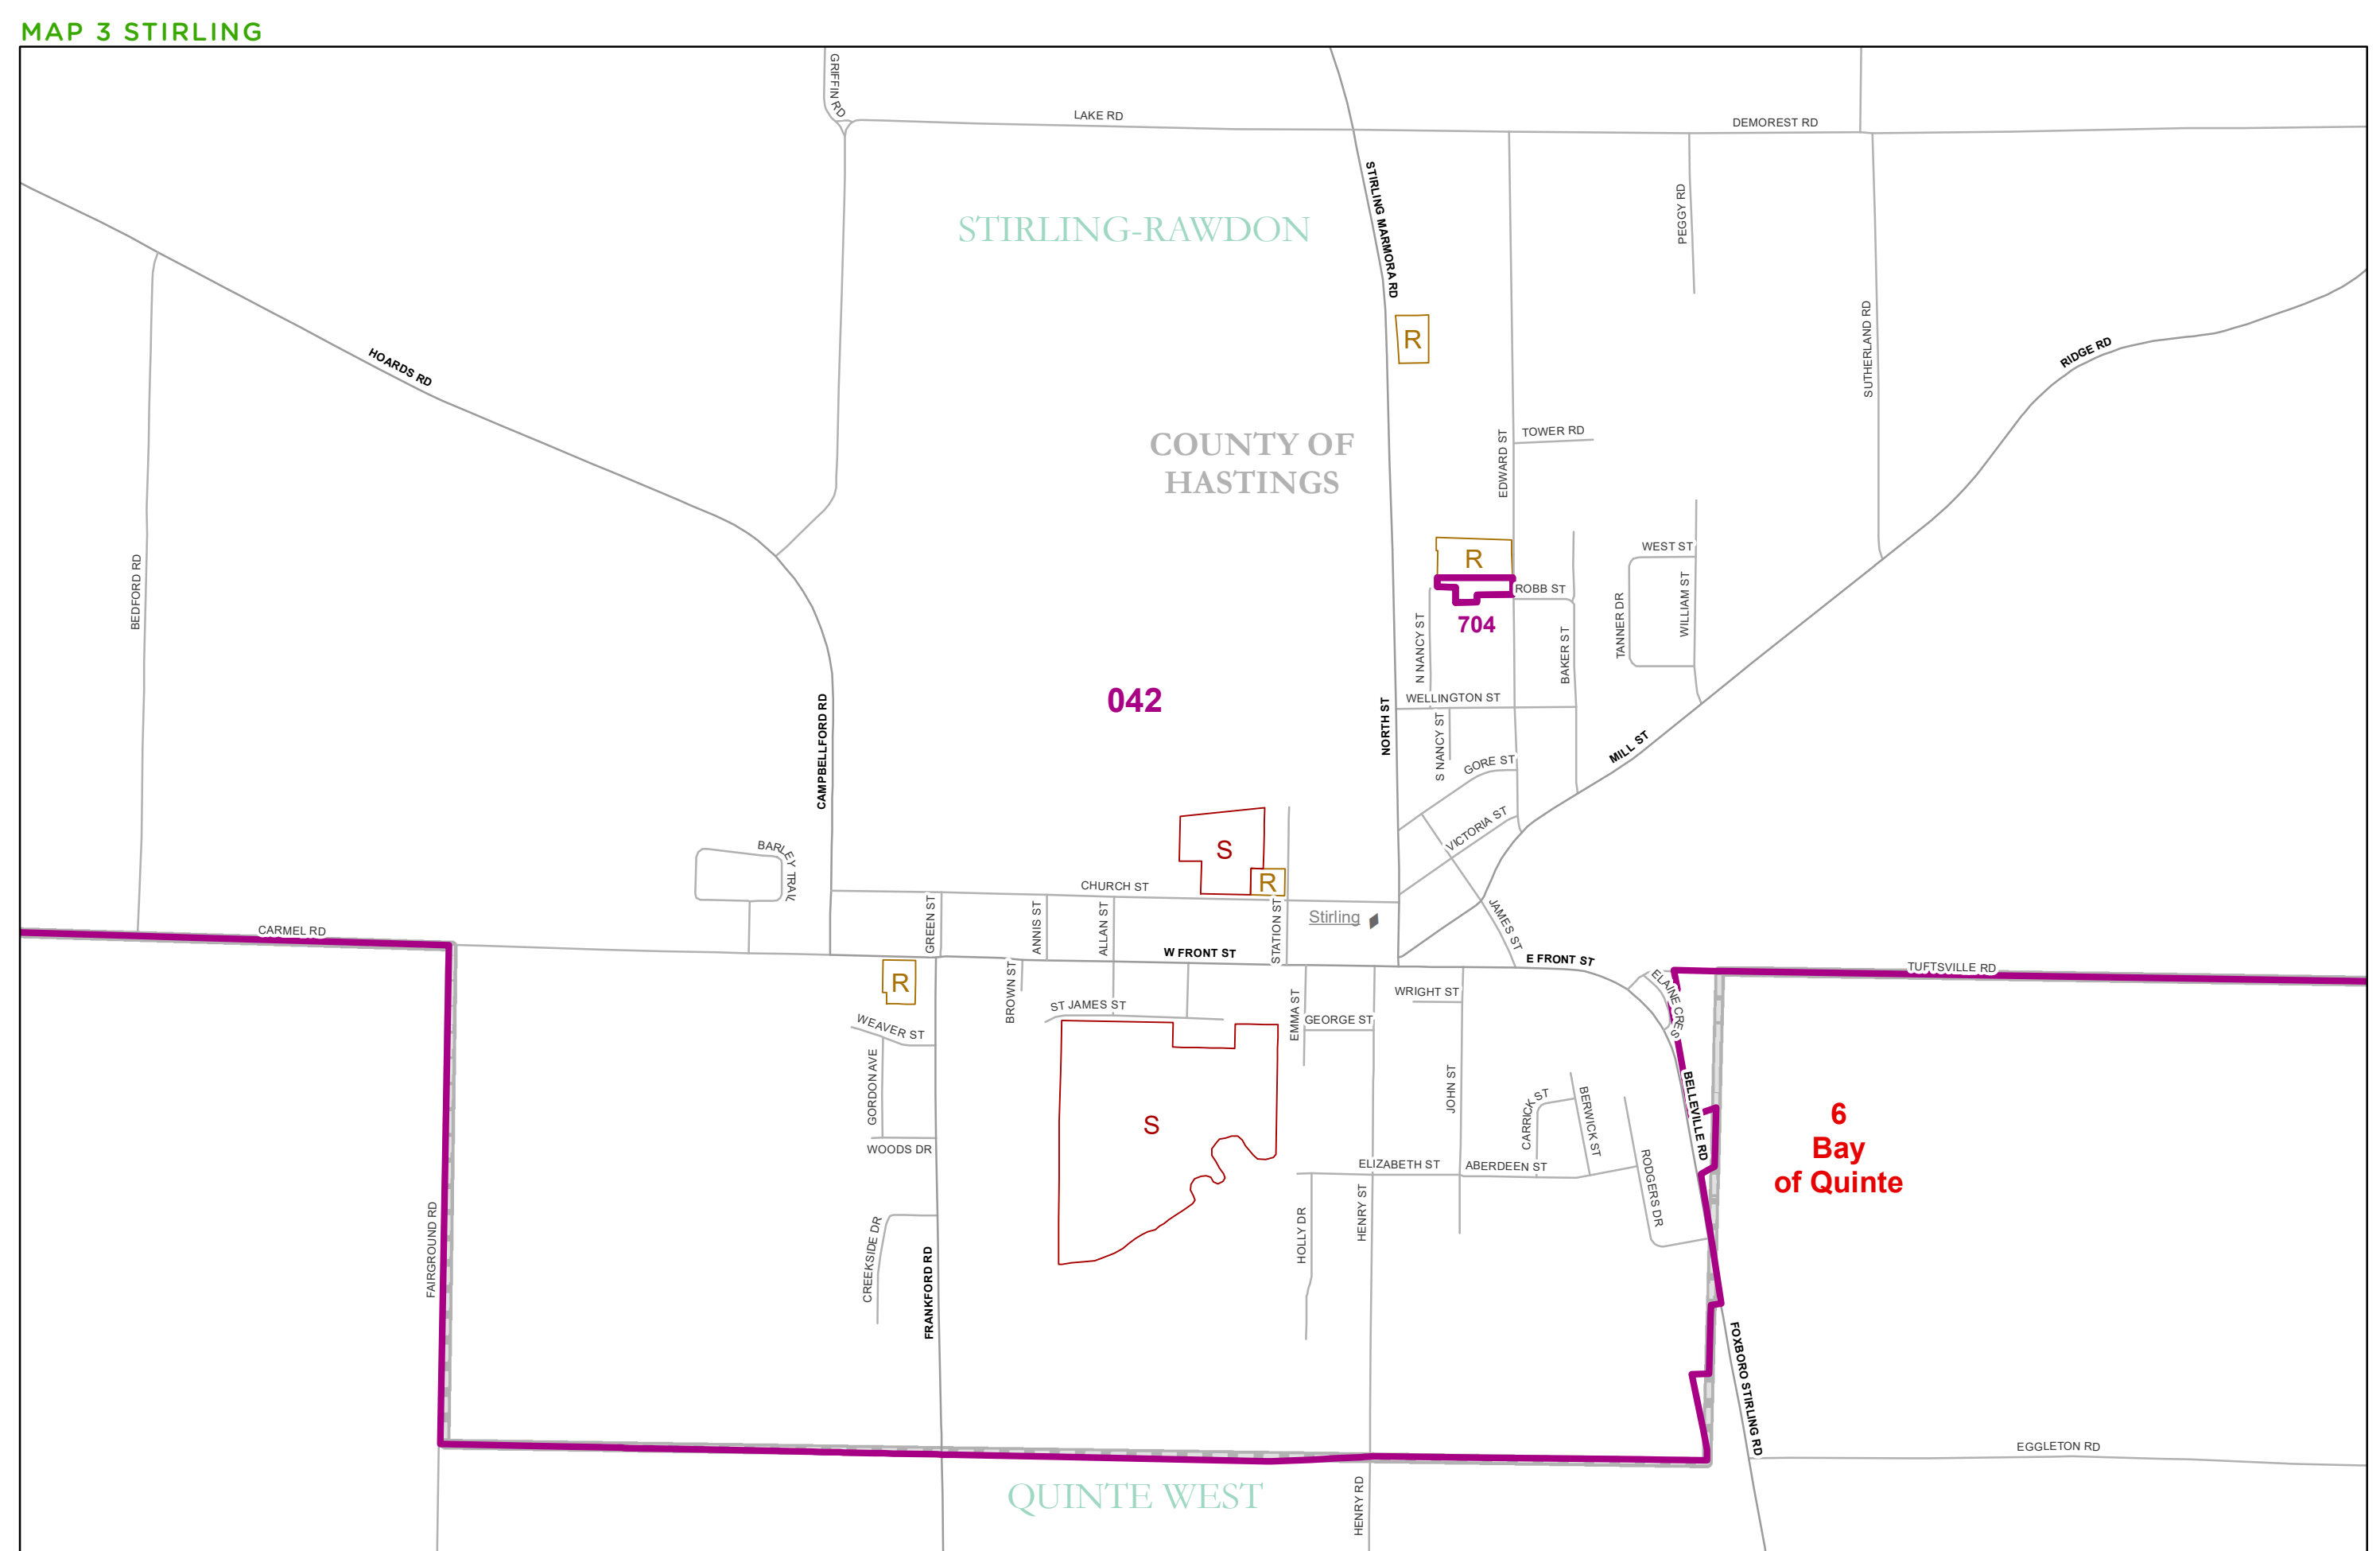 MAP 3 STIRLING
GRIFFIN RD
LAKE RD
DEMOREST RD
STIRLING MARMORA RD
PEGGY RD
STIRLING-RAWDON
SUTHERLAND RD
RIDGE RD
R
HOARDS RD
COUNTY OF
HASTINGS
EDWARD ST
TOWER RD
BEDFORD RD
R
ROBB ST
WEST ST
WILLIAM ST
TANNER DR
704
N NANCY ST
BAKER ST
042
CAMPBELLFORD RD
NORTH ST
WELLINGTON ST
S NANCY ST
GORE ST
MILL ST
VICTORIA ST
BARLEY TRAIL
S
R
CHURCH ST
GREEN ST
ANNIS ST
ALLAN ST
STATION ST
Stirling
JAMES ST
CARMEL RD
W FRONT ST
E FRONT ST
TUFTSVILLE RD
ELAINE CRES
R
BROWN ST
ST JAMES ST
WRIGHT ST
EMMA ST
GEORGE ST
WEAVER ST
GORDON AVE
WOODS DR
S
JOHN ST
CARRICK ST
BERWICK ST
BELLEVILLE RD
6
Bay
of Quinte
ELIZABETH ST
ABERDEEN ST
RODGERS DR
HENRY ST
HOLLY DR
FAIRGROUND RD
CREEKSIDE DR
FRANKFORD RD
FOXBORO STIRLING RD
EGGLETON RD
QUINTE WEST
HENRY RD